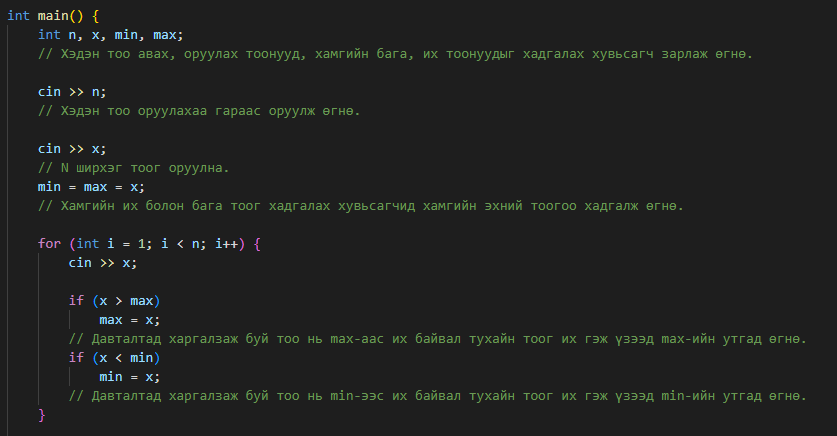 int main() {
    int n, x, min, max;
    // Хэдэн тоо авах, оруулах тоонууд, хамгийн бага, их тоонуудыг хадгалах хувьсагч зарлаж өгнө.
    cin >> n;
    // Хэдэн тоо оруулахаа гараас оруулж өгнө.
    cin >> x;
    // N ширхэг тоог оруулна.
    min = max = x;
    // Хамгийн их болон бага тоог хадгалах хувьсагчид хамгийн эхний тоогоо хадгалж өгнө.
    for (int i = 1; i < n; i++) {
        cin >> x;
        if (x > max)
            max = x;
        // Давталтад харгалзаж буй тоо нь max-аас их байвал тухайн тоог их гэж үзээд max-ийн утгад өгнө.
        if (x < min)
            min = x;
        // Давталтад харгалзаж буй тоо нь min-ээс их байвал тухайн тоог их гэж үзээд min-ийн утгад өгнө.
    }